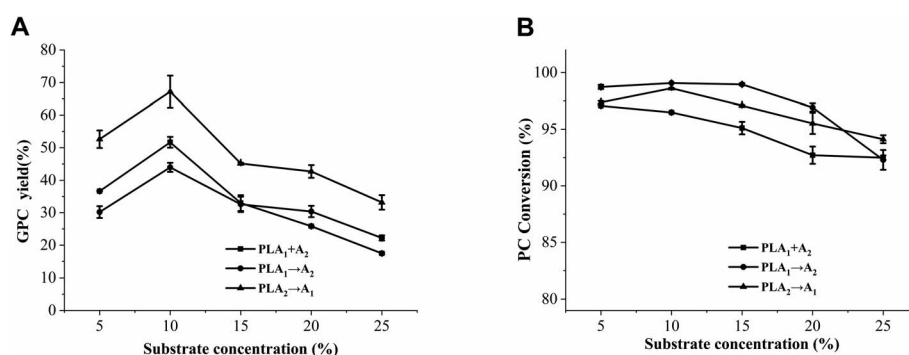 A
80
70
60
50
40
30
20
10
0
GPC yield(%)
PLA₁+A₂
PLA₁→A₂
PLA₂→A₁
5 10 15 20 25
Substrate concentration (%)
B
100
95
90
85
80
PC Conversion (%)
PLA₁+A₂
PLA₁→A₂
PLA₂→A₁
5 10 15 20 25
Substrate concentration (%)